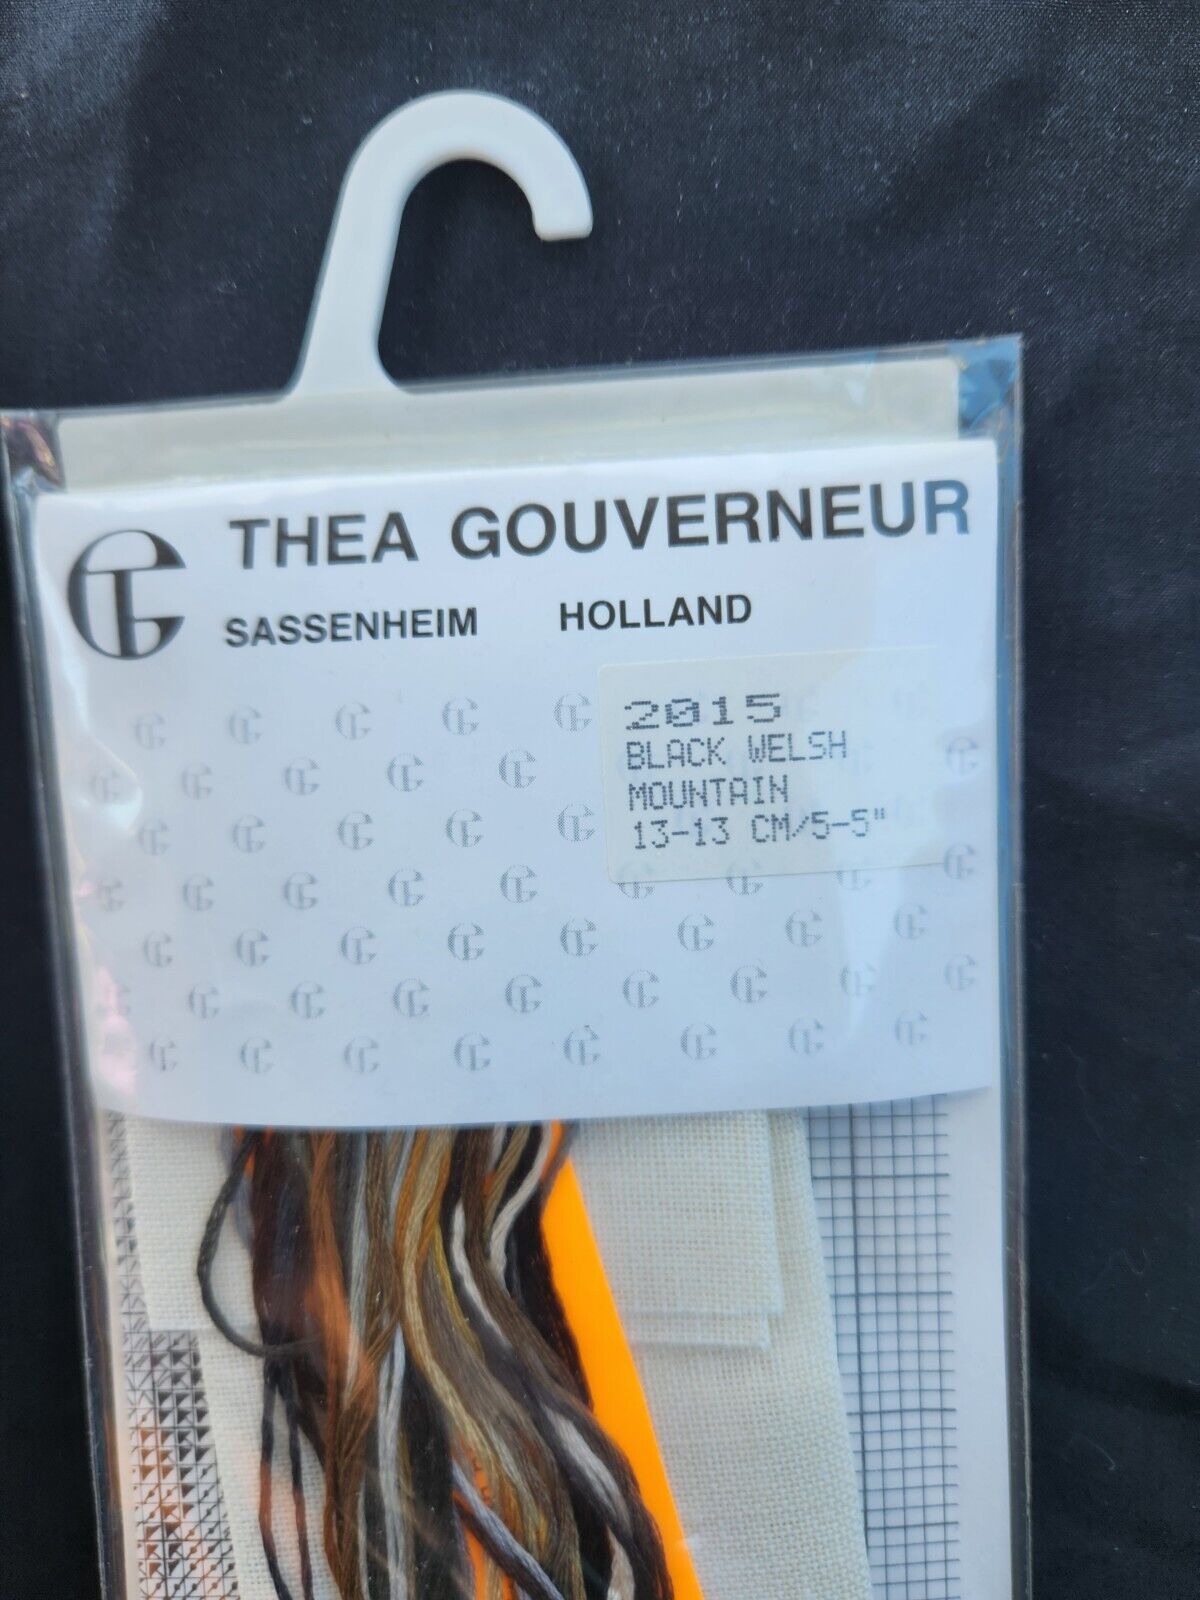 THEA GOUVERNEUR
SASSENHEIM HOLLAND
2015
BLACK WELSH
MOUNTAIN
13-13 CM/5-5"